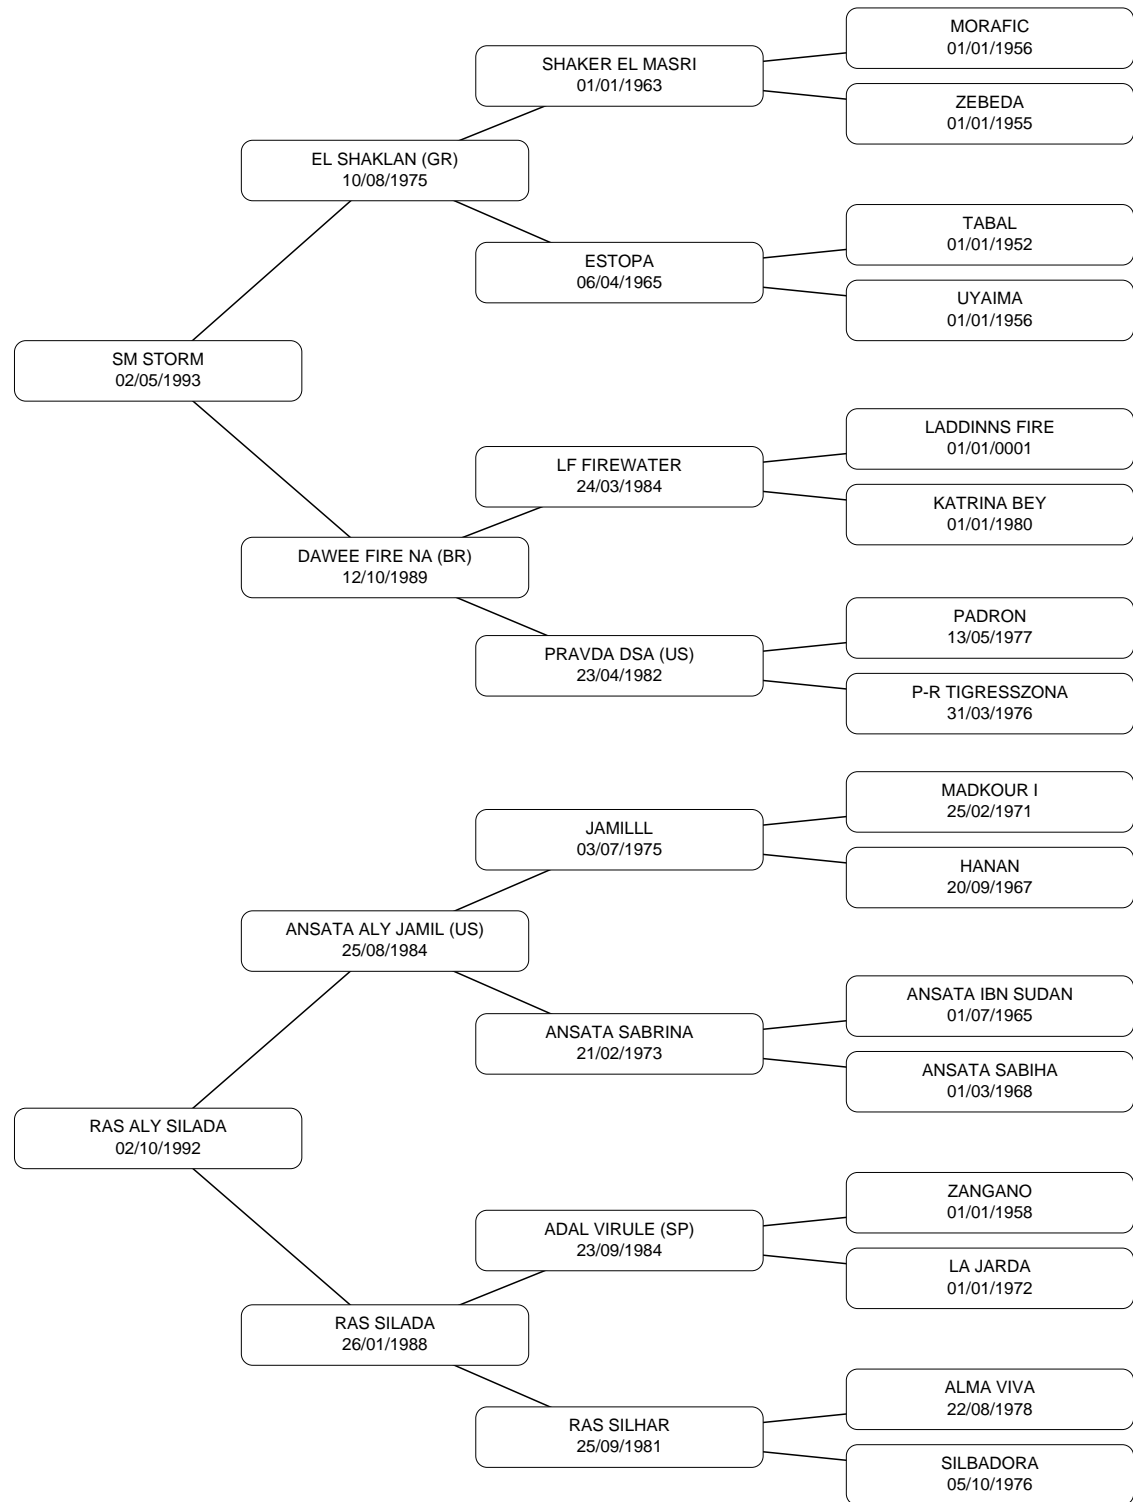 MORAFIC
01/01/1956
SHAKER EL MASRI
01/01/1963
ZEBEDA
01/01/1955
EL SHAKLAN (GR)
10/08/1975
TABAL
01/01/1952
ESTOPA
06/04/1965
UYAIMA
01/01/1956
SM STORM
02/05/1993
LADDINNS FIRE
01/01/0001
LF FIREWATER
24/03/1984
KATRINA BEY
01/01/1980
DAWEE FIRE NA (BR)
12/10/1989
PADRON
13/05/1977
PRAVDA DSA (US)
23/04/1982
P-R TIGRESSZONA
31/03/1976
MADKOUR I
25/02/1971
JAMILLL
03/07/1975
HANAN
20/09/1967
ANSATA ALY JAMIL (US)
25/08/1984
ANSATA IBN SUDAN
01/07/1965
ANSATA SABRINA
21/02/1973
ANSATA SABIHA
01/03/1968
RAS ALY SILADA
02/10/1992
ZANGANO
01/01/1958
ADAL VIRULE (SP)
23/09/1984
LA JARDA
01/01/1972
RAS SILADA
26/01/1988
ALMA VIVA
22/08/1978
RAS SILHAR
25/09/1981
SILBADORA
05/10/1976